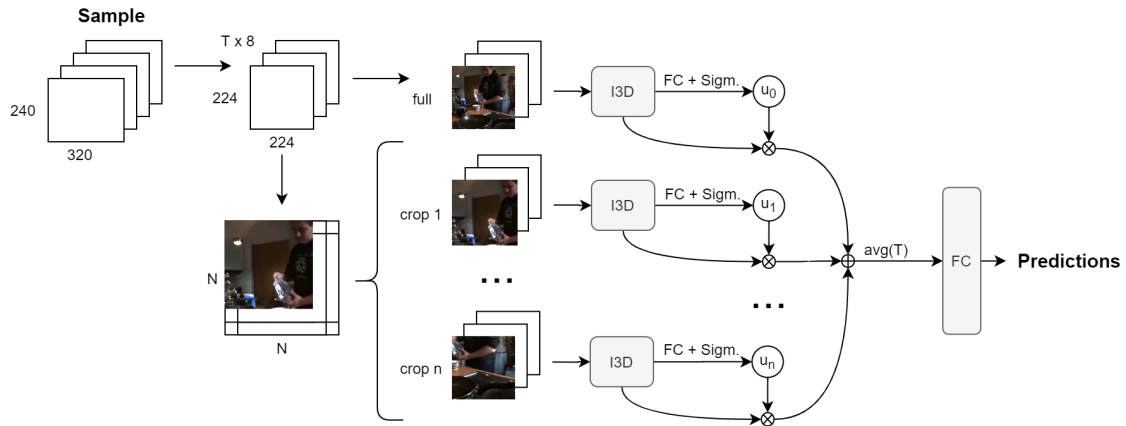 Sample
T x 8
240
320
224
224
full
I3D
FC + Sigm.
u0
crop 1
I3D
FC + Sigm.
u1
avg(T)
FC
Predictions
N
N
...
...
crop n
I3D
FC + Sigm.
un